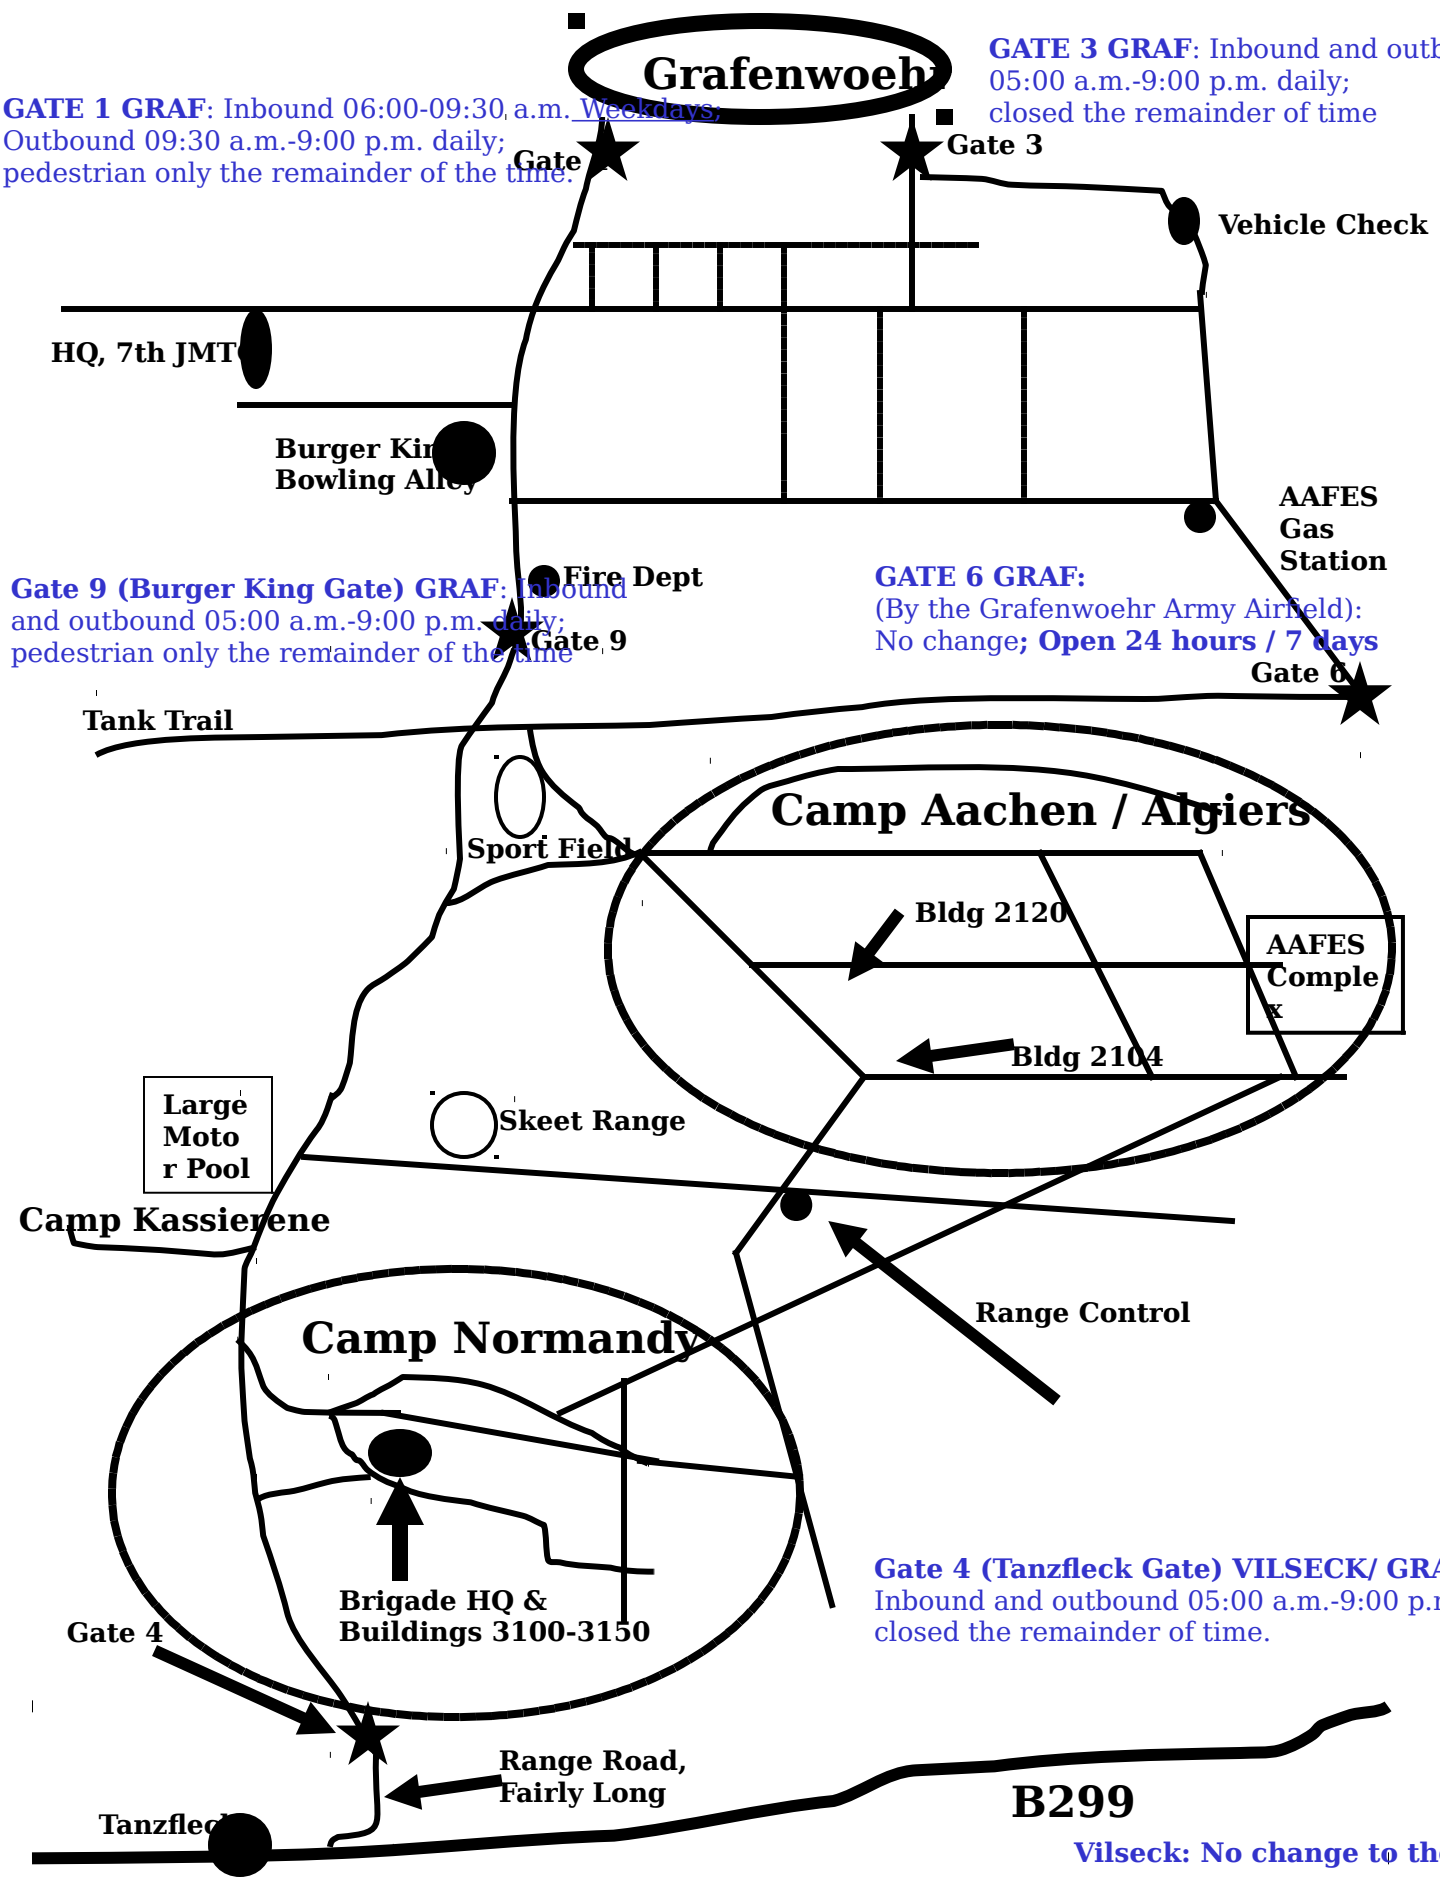 Grafenwoehr
GATE 3 GRAF: Inbound and outb
05:00 a.m.-9:00 p.m. daily;
closed the remainder of time
GATE 1 GRAF: Inbound 06:00-09:30 a.m. Weekdays;
Outbound 09:30 a.m.-9:00 p.m. daily;
pedestrian only the remainder of the time.
Gate
Gate 3
Vehicle Check
HQ, 7th JMT
Burger Kin
Bowling Alley
AAFES
Gas
Station
Fire Dept
Gate 9 (Burger King Gate) GRAF: Inbound
and outbound 05:00 a.m.-9:00 p.m. daily;
pedestrian only the remainder of the time
Gate 9
GATE 6 GRAF:
(By the Grafenwoehr Army Airfield):
No change; Open 24 hours / 7 days
Gate 6
Tank Trail
Camp Aachen / Algiers
Sport Field
Bldg 2120
AAFES
Comple
x
Bldg 2104
Large
Moto
r Pool
Skeet Range
Camp Kassierene
Range Control
Camp Normandy
Brigade HQ &
Buildings 3100-3150
Gate 4 (Tanzfleck Gate) VILSECK/ GRA
Inbound and outbound 05:00 a.m.-9:00 p.m
closed the remainder of time.
Gate 4
Range Road,
Fairly Long
B299
Tanzfleck
Vilseck: No change to the